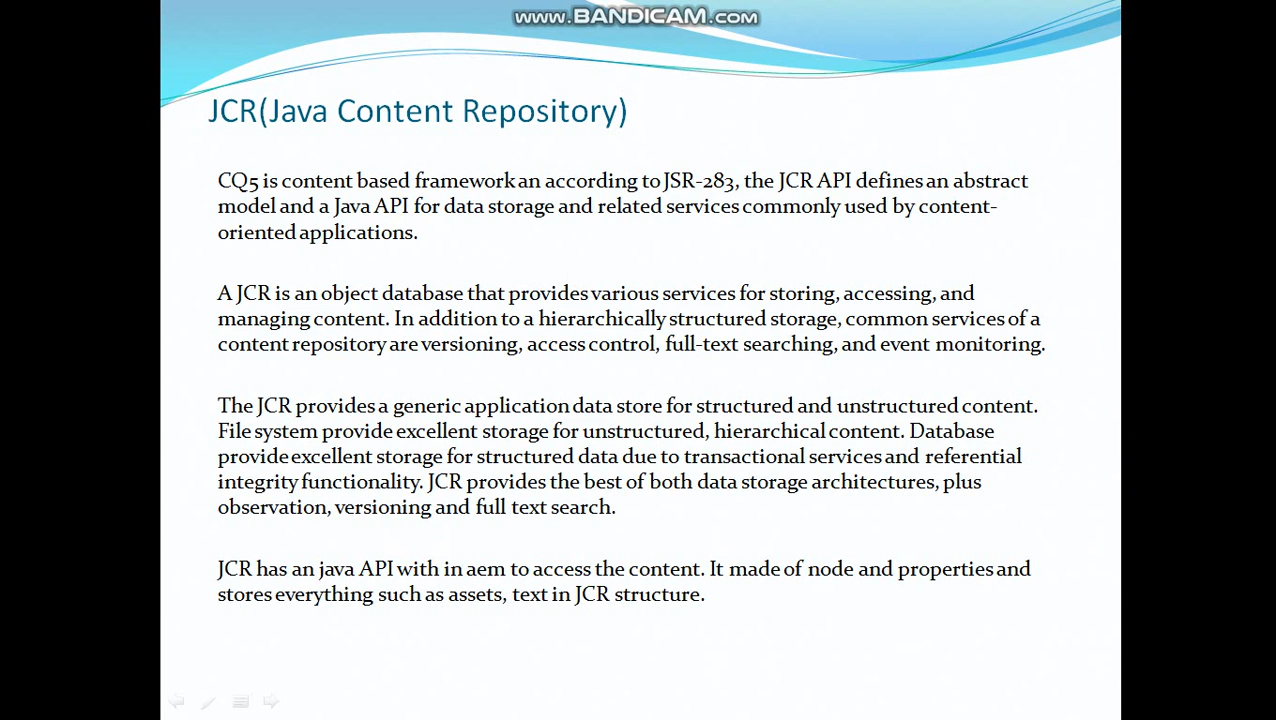 www.BANDICAM.com
JCR(Java Content Repository)
CQ5 is content based framework an according to JSR-283, the JCR API defines an abstract
model and a Java API for data storage and related services commonly used by content-
oriented applications.
A JCR is an object database that provides various services for storing, accessing, and
managing content. In addition to a hierarchically structured storage, common services of a
content repository are versioning, access control, full-text searching, and event monitoring.
The JCR provides a generic application data store for structured and unstructured content.
File system provide excellent storage for unstructured, hierarchical content. Database
provide excellent storage for structured data due to transactional services and referential
integrity functionality. JCR provides the best of both data storage architectures, plus
observation, versioning and full text search.
JCR has an java API with in aem to access the content. It made of node and properties and
stores everything such as assets, text in JCR structure.